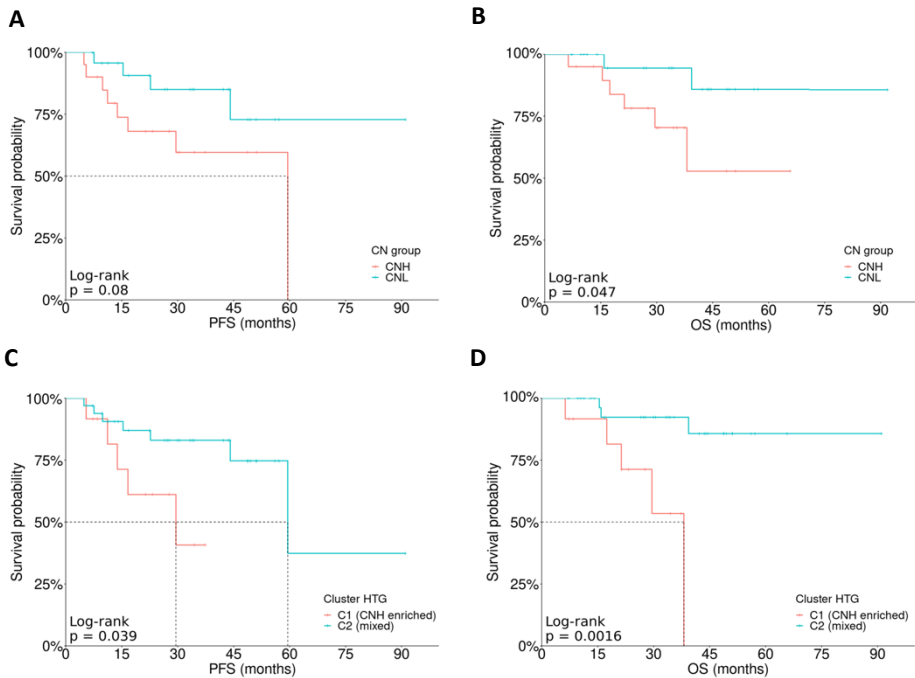 A
100%
75%
50%
25%
0%
Survival probability
Log-rank
p = 0.08
CN group
CNH
CNL
0 15 30 45 60 75 90
PFS (months)
B
100%
75%
50%
25%
0%
Survival probability
Log-rank
p = 0.047
CN group
CNH
CNL
0 15 30 45 60 75 90
OS (months)
C
100%
75%
50%
25%
0%
Survival probability
Log-rank
p = 0.039
Cluster HTG
C1 (CNH enriched)
C2 (mixed)
0 15 30 45 60 75 90
PFS (months)
D
100%
75%
50%
25%
0%
Survival probability
Log-rank
p = 0.0016
Cluster HTG
C1 (CNH enriched)
C2 (mixed)
0 15 30 45 60 75 90
OS (months)